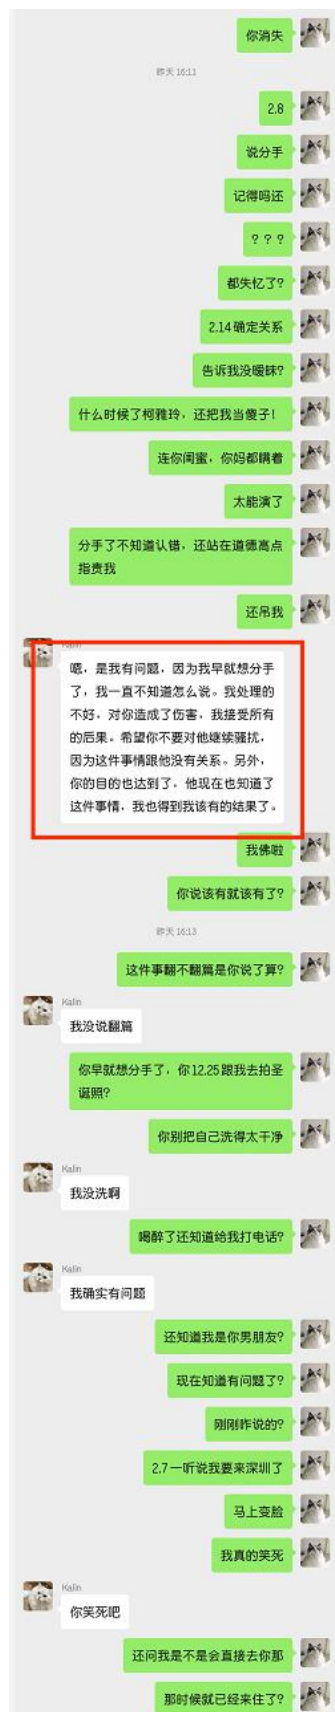 你消失
昨天 16:11
2.8
说分手
记得吗还
？？？
都失忆了？
2.14确定关系
告诉我没暧昧？
什么时候了柯雅玲，还把我当傻子！
连你闺蜜，你妈都瞒着
太能演了
分手了不知道认错，还站在道德高点
指责我
还吊我
Kalin
嗯，是我有问题，因为我早就想分手
了，我一直不知道怎么说。我处理的
不好，对你造成了伤害，我接受所有
的后果。希望你不要对他继续骚扰，
因为这件事情跟他没有关系。另外，
你的目的也达到了，他现在也知道了
这件事情，我也得到我该有的结果了。
我佛啦
你说该有就该有了？
昨天 16:13
这件事翻不翻篇是你说了算？
Kalin
我没说翻篇
你早就想分手了，你12.25跟我去拍圣
诞照？
你别把自己洗得太干净
Kalin
我没洗啊
喝醉了还知道给我打电话？
Kalin
我确实有问题
还知道我是你男朋友？
现在知道有问题了？
刚刚咋说的？
2.7一听说我要来深圳了
马上变脸
我真的笑死
Kalin
你笑死吧
还问我是不是会直接去你那
那时候就已经来住了？